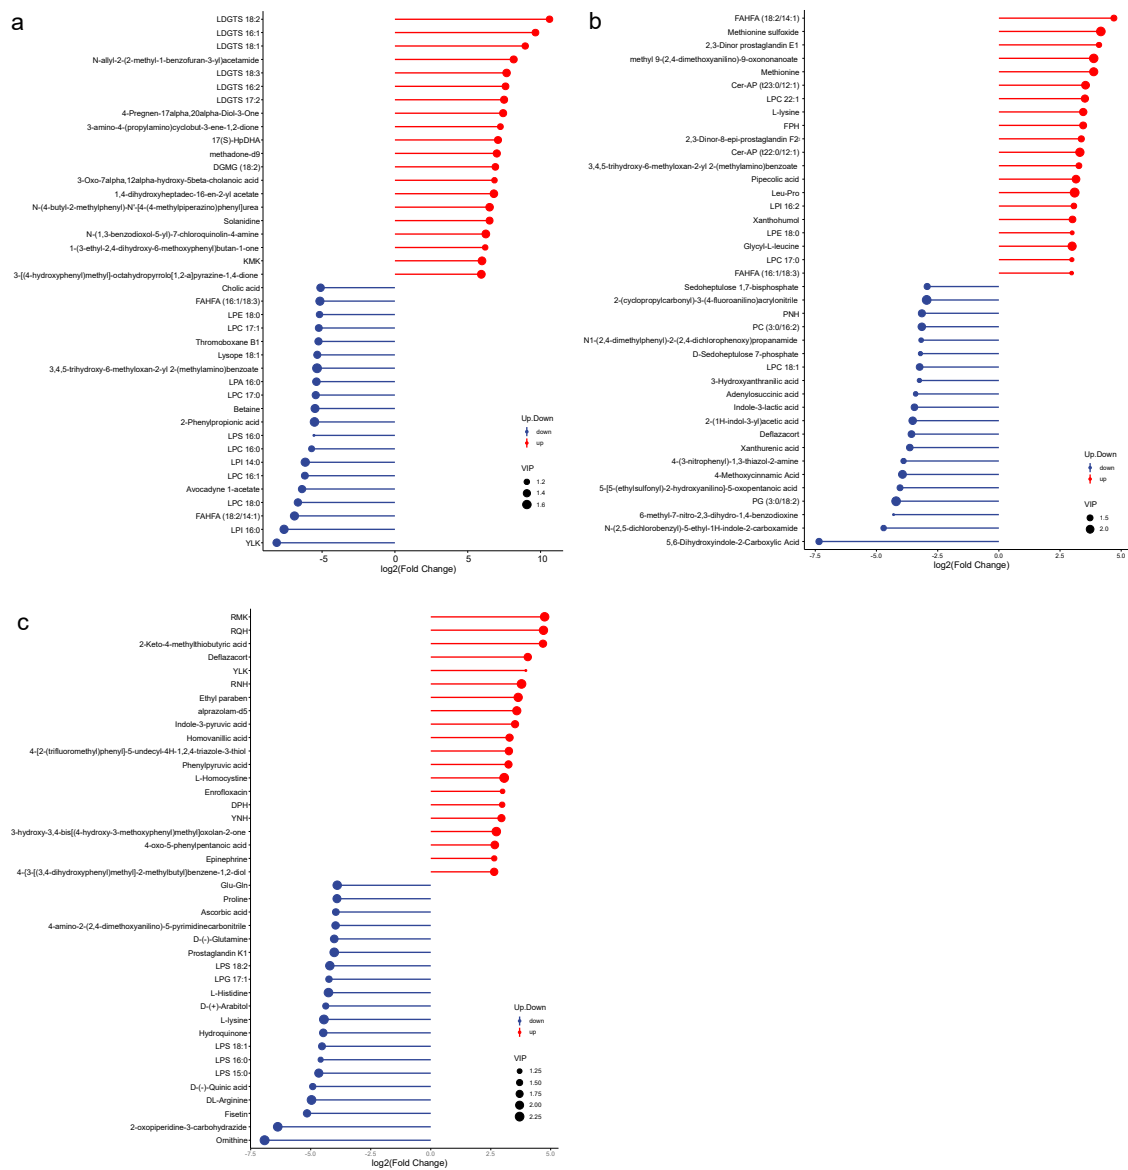 a
LDGTS 18:2
LDGTS 16:1
LDGTS 18:1
N-allyl-2-(2-methyl-1-benzofuran-3-yl)acetamide
LDGTS 18:3
LDGTS 16:2
LDGTS 17:2
4-Pregnen-17alpha,20alpha-Diol-3-One
3-amino-4-(propylamino)cyclobut-3-ene-1,2-dione
17(S)-HpDHA
methadone-d9
DGMG (18:2)
3-Oxo-7alpha,12alpha-hydroxy-5beta-cholanoic acid
1,4-dihydroxyheptadec-16-en-2-yl acetate
N-(4-butyl-2-methylphenyl)-N'-[4-(4-methylpiperazino)phenyl]urea
Solanidine
N-(1,3-benzodioxol-5-yl)-7-chloroquinolin-4-amine
1-(3-ethyl-2,4-dihydroxy-6-methoxyphenyl)butan-1-one
KMK
3-[(4-hydroxyphenyl)methyl]-octahydropyrrolo[1,2-a]pyrazine-1,4-dione
Cholic acid
FAHFA (16:1/18:3)
LPE 18:0
LPC 17:1
Thromboxane B1
Lysope 18:1
3,4,5-trihydroxy-6-methyloxan-2-yl 2-(methylamino)benzoate
LPA 16:0
LPC 17:0
Betaine
2-Phenylpropionic acid
LPS 16:0
LPC 16:0
LPI 14:0
LPC 16:1
Avocadyne 1-acetate
LPC 18:0
FAHFA (18:2/14:1)
LPI 16:0
YLK
-5 0 5 10
log2(Fold Change)
Up.Down
down
up
VIP
1.2
1.4
1.6
b
FAHFA (18:2/14:1)
Methionine sulfoxide
2,3-Dinor prostaglandin E1
methyl 9-(2,4-dimethoxyanilino)-9-oxononanoate
Methionine
Cer-AP (t23:0/12:1)
LPC 22:1
L-lysine
FPH
2,3-Dinor-8-epi-prostaglandin F2
Cer-AP (t22:0/12:1)
3,4,5-trihydroxy-6-methyloxan-2-yl 2-(methylamino)benzoate
Pipecolic acid
Leu-Pro
LPI 16:2
Xanthohumol
LPE 18:0
Glycyl-L-leucine
LPC 17:0
FAHFA (16:1/18:3)
Sedoheptulose 1,7-bisphosphate
2-(cyclopropylcarbonyl)-3-(4-fluoroanilino)acrylonitrile
PNH
PC (3:0/16:2)
N1-(2,4-dimethylphenyl)-2-(2,4-dichlorophenoxy)propanamide
D-Sedoheptulose 7-phosphate
LPC 18:1
3-Hydroxyanthranilic acid
Adenylosuccinic acid
Indole-3-lactic acid
2-(1H-indol-3-yl)acetic acid
Deflazacort
Xanthurenic acid
4-(3-nitrophenyl)-1,3-thiazol-2-amine
4-Methoxycinnamic Acid
5-[5-(ethylsulfonyl)-2-hydroxyanilino]-5-oxopentanoic acid
PG (3:0/18:2)
6-methyl-7-nitro-2,3-dihydro-1,4-benzodioxine
N-(2,5-dichlorobenzyl)-5-ethyl-1H-indole-2-carboxamide
5,6-Dihydroxyindole-2-Carboxylic Acid
-7.5 -5.0 -2.5 0.0 2.5 5.0
log2(Fold Change)
Up.Down
down
up
VIP
1.5
2.0
c
RMK
RQH
2-Keto-4-methylthiobutyric acid
Deflazacort
YLK
RNH
Ethyl paraben
alprazolam-d5
Indole-3-pyruvic acid
Homovanillic acid
4-[2-(trifluoromethyl)phenyl]-5-undecyl-4H-1,2,4-triazole-3-thiol
Phenylpyruvic acid
L-Homocystine
Enrofloxacin
DPH
YNH
3-hydroxy-3,4-bis[(4-hydroxy-3-methoxyphenyl)methyl]oxolan-2-one
4-oxo-5-phenylpentanoic acid
Epinephrine
4-{3-[(3,4-dihydroxyphenyl)methyl]-2-methylbutyl}benzene-1,2-diol
Glu-Gln
Proline
Ascorbic acid
4-amino-2-(2,4-dimethoxyanilino)-5-pyrimidinecarbonitrile
D-(-)-Glutamine
Prostaglandin K1
LPS 18:2
LPG 17:1
L-Histidine
D-(+)-Arabitol
L-lysine
Hydroquinone
LPS 18:1
LPS 16:0
LPS 15:0
D-(-)-Quinic acid
DL-Arginine
Fisetin
2-oxopiperidine-3-carbohydrazide
Ornithine
-7.5 -5.0 -2.5 0.0 2.5 5.0
log2(Fold Change)
Up.Down
down
up
VIP
1.25
1.50
1.75
2.00
2.25